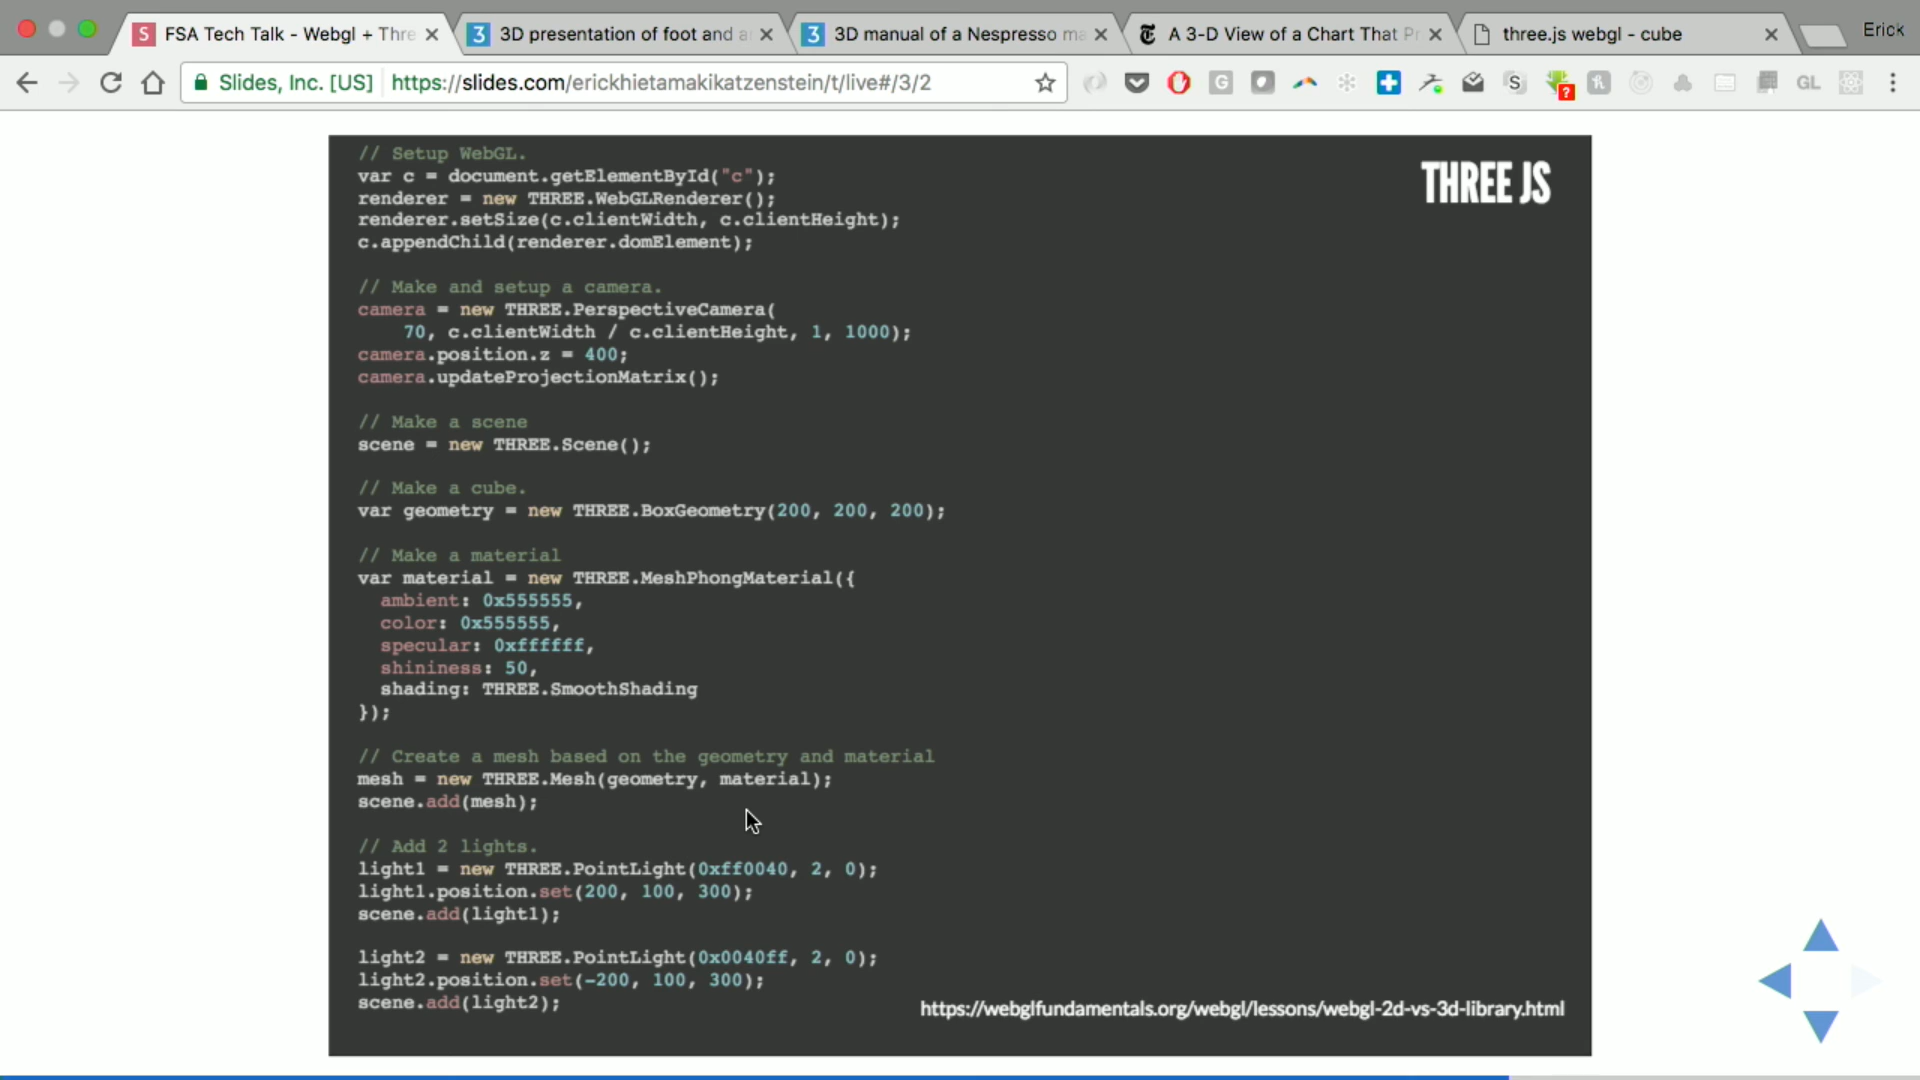 FSA Tech Talk - Webgl + Thre
3D presentation of foot and a
3D manual of a Nespresso ma
A 3-D View of a Chart That Pr
three.js webgl - cube
Erick
Slides, Inc. [US]
https://slides.com/erickhietamakikatzenstein/t/live#/3/2
THREE JS
// Setup WebGL.
var c = document.getElementById("c");
renderer = new THREE.WebGLRenderer();
renderer.setSize(c.clientWidth, c.clientHeight);
c.appendChild(renderer.domElement);
// Make and setup a camera.
camera = new THREE.PerspectiveCamera(
70, c.clientWidth / c.clientHeight, 1, 1000);
camera.position.z = 400;
camera.updateProjectionMatrix();
// Make a scene
scene = new THREE.Scene();
// Make a cube.
var geometry = new THREE.BoxGeometry(200, 200, 200);
// Make a material
var material = new THREE.MeshPhongMaterial({
ambient: 0x555555,
color: 0x555555,
specular: 0xffffff,
shininess: 50,
shading: THREE.SmoothShading
});
// Create a mesh based on the geometry and material
mesh = new THREE.Mesh(geometry, material);
scene.add(mesh);
// Add 2 lights.
light1 = new THREE.PointLight(0xff0040, 2, 0);
light1.position.set(200, 100, 300);
scene.add(light1);
light2 = new THREE.PointLight(0x0040ff, 2, 0);
light2.position.set(-200, 100, 300);
scene.add(light2);
https://webglfundamentals.org/webgl/lessons/webgl-2d-vs-3d-library.html